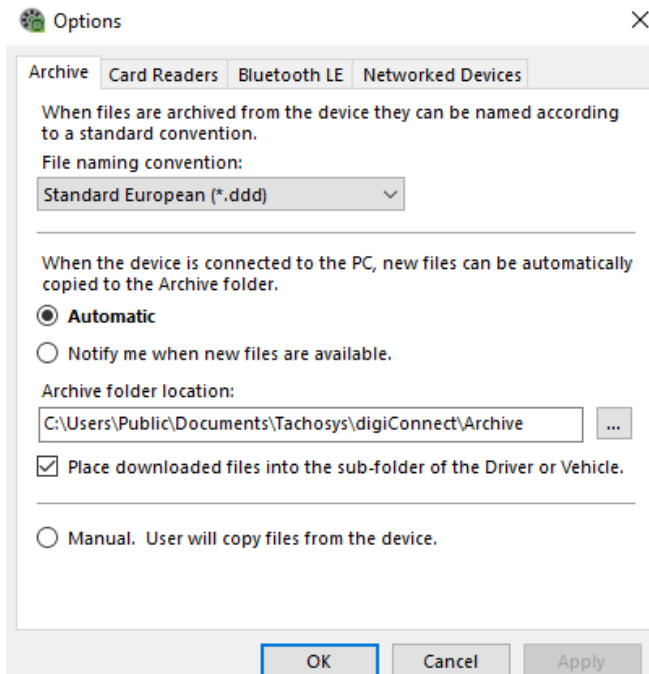 Options
Archive
Card Readers
Bluetooth LE
Networked Devices
When files are archived from the device they can be named according
to a standard convention.
File naming convention:
Standard European (*.ddd)
When the device is connected to the PC, new files can be automatically
copied to the Archive folder.
Automatic
Notify me when new files are available.
Archive folder location:
C:\Users\Public\Documents\Tachosys\digiConnect\Archive
...
Place downloaded files into the sub-folder of the Driver or Vehicle.
Manual.  User will copy files from the device.
OK
Cancel
Apply